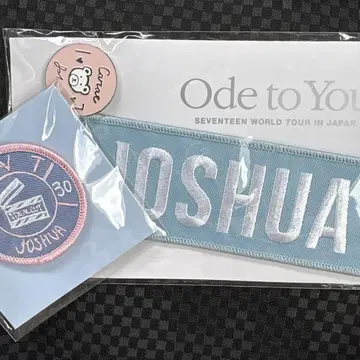 Ode to You
SEVENTEEN WORLD TOUR IN JAPAN
JOSHUA
30
JOSHUA
I ♥